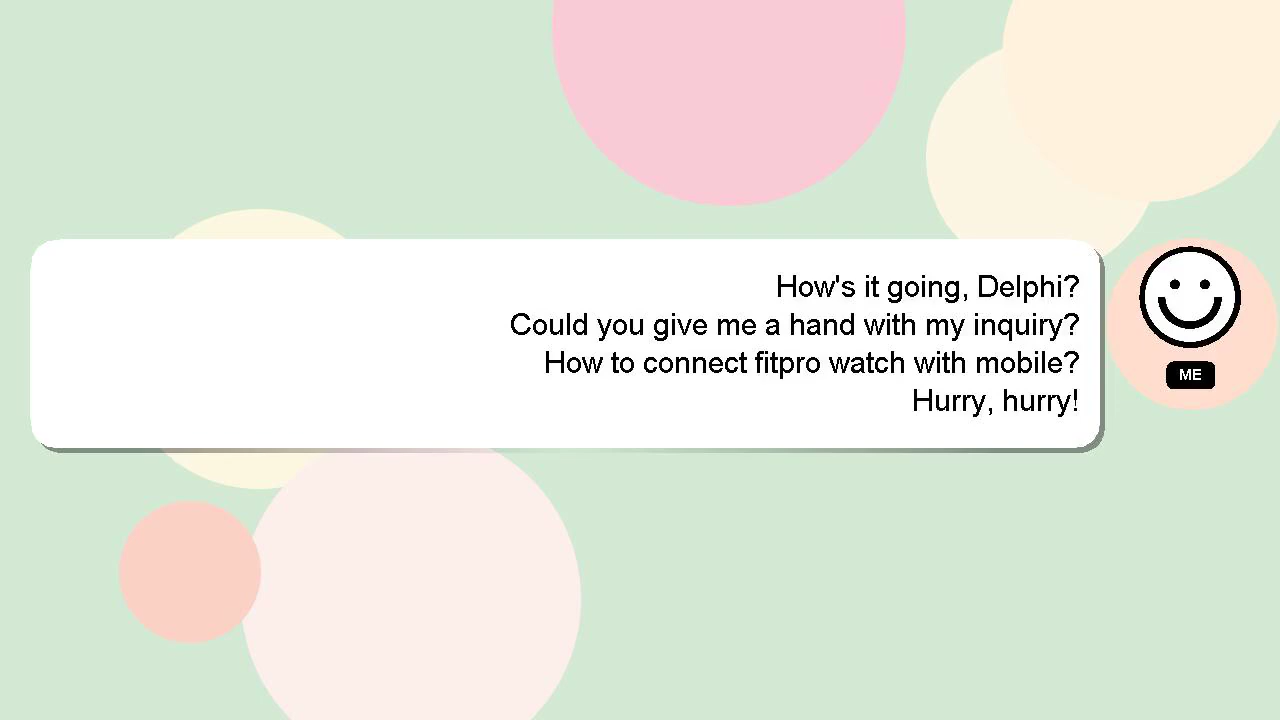 How's it going, Delphi?
Could you give me a hand with my inquiry?
How to connect fitpro watch with mobile?
Hurry, hurry!
ME